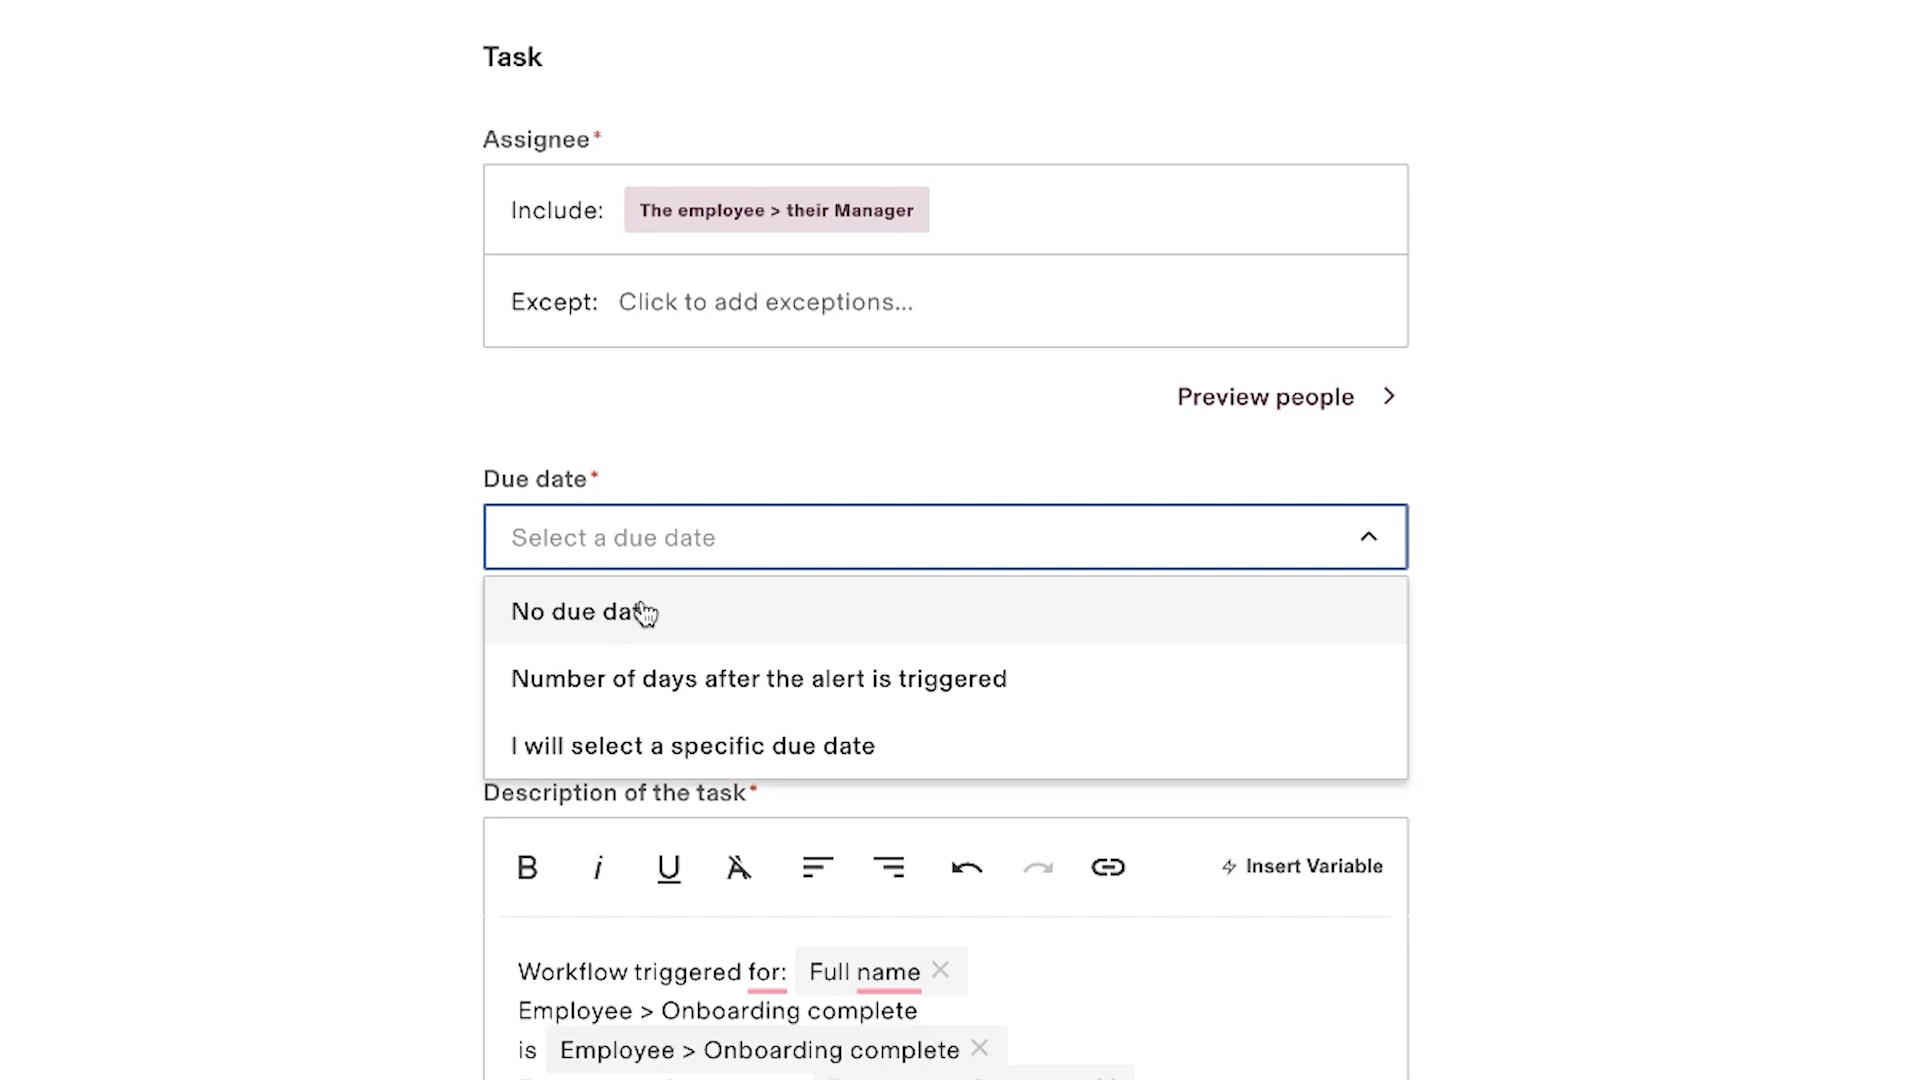 Task
Assignee*
Include: The employee > their Manager
Except: Click to add exceptions...
Preview people
Due date*
Select a due date
No due dat
Number of days after the alert is triggered
I will select a specific due date
Description of the task*
B i U A Insert Variable
Workflow triggered for: Full name
Employee > Onboarding complete
is Employee > Onboarding complete